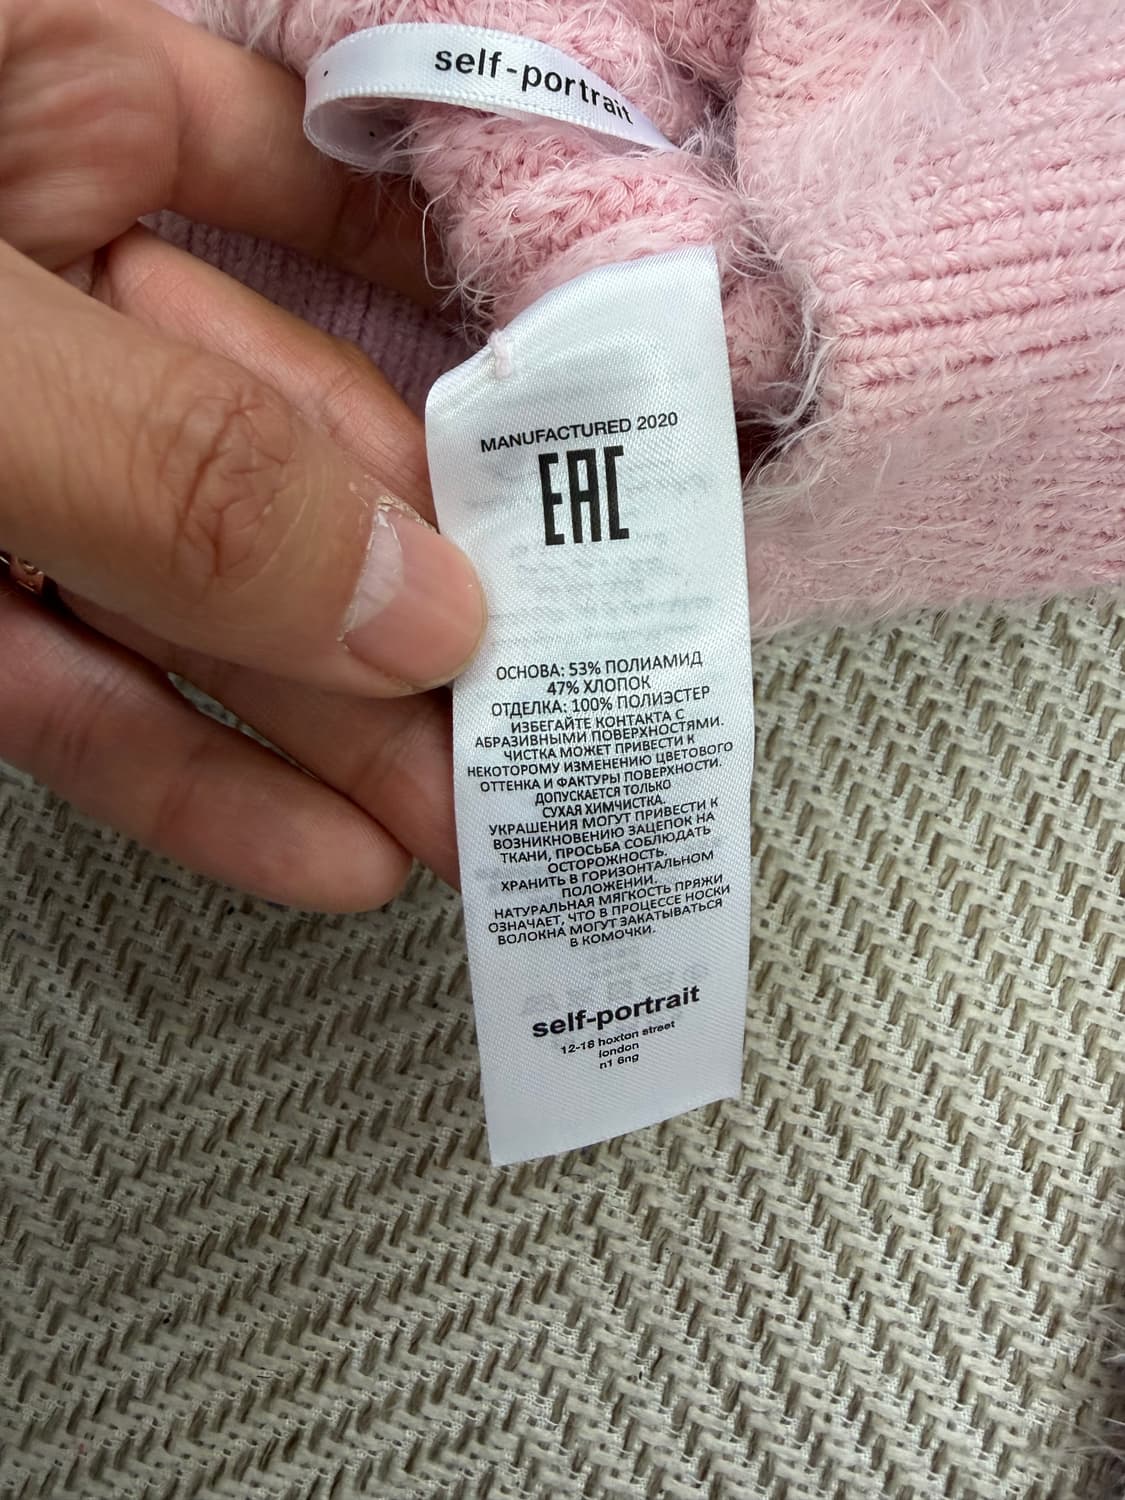 self-portrait
MANUFACTURED 2020
EAC
ОСНОВА: 53% ПОЛИАМИД
47% ХЛОПОК
ОТДЕЛКА: 100% ПОЛИЭСТЕР
ИЗБЕГАЙТЕ КОНТАКТА С
АБРАЗИВНЫМИ ПОВЕРХНОСТЯМИ.
ЧИСТКА МОЖЕТ ПРИВЕСТИ К
НЕКОТОРОМУ ИЗМЕНЕНИЮ ЦВЕТОВОГО
ОТТЕНКА И ФАКТУРЫ ПОВЕРХНОСТИ.
ДОПУСКАЕТСЯ ТОЛЬКО
СУХАЯ ХИМЧИСТКА.
УКРАШЕНИЯ МОГУТ ПРИВЕСТИ К
ВОЗНИКНОВЕНИЮ ЗАЦЕПОК НА
ТКАНИ, ПРОСЬБА СОБЛЮДАТЬ
ОСТОРОЖНОСТЬ.
ХРАНИТЬ В ГОРИЗОНТАЛЬНОМ
ПОЛОЖЕНИИ.
НАТУРАЛЬНАЯ МЯГКОСТЬ ПРЯЖИ
ОЗНАЧАЕТ, ЧТО В ПРОЦЕССЕ НОСКИ
ВОЛОКНА МОГУТ ЗАКАТЫВАТЬСЯ
В КОМОЧКИ.
self-portrait
12-18 hoxton street
london
n1 6ng